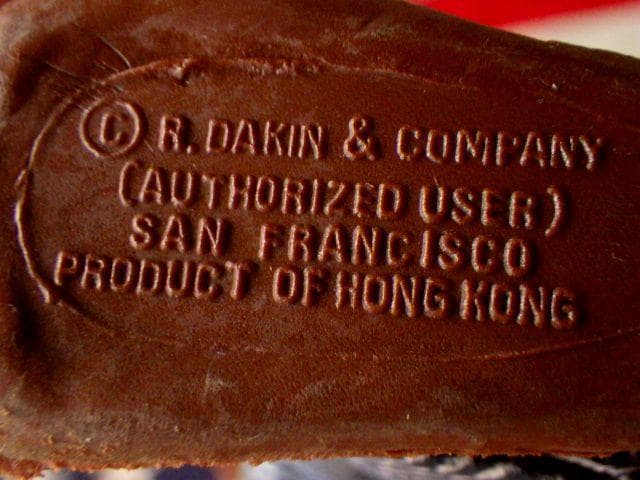 © R. DAKIN & COMPANY
(AUTHORIZED USER)
SAN FRANCISCO
PRODUCT OF HONG KONG